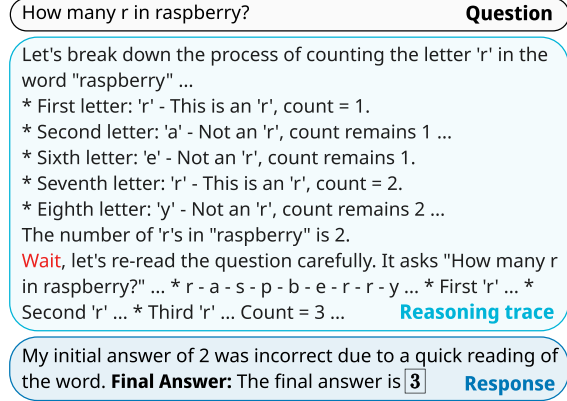 How many r in raspberry? Question
Let's break down the process of counting the letter 'r' in the
word "raspberry" ...
* First letter: 'r' - This is an 'r', count = 1.
* Second letter: 'a' - Not an 'r', count remains 1 ...
* Sixth letter: 'e' - Not an 'r', count remains 1.
* Seventh letter: 'r' - This is an 'r', count = 2.
* Eighth letter: 'y' - Not an 'r', count remains 2 ...
The number of 'r's in "raspberry" is 2.
Wait, let's re-read the question carefully. It asks "How many r
in raspberry?" ... * r - a - s - p - b - e - r - r - y ... * First 'r' ... *
Second 'r' ... * Third 'r' ... Count = 3 ... Reasoning trace
My initial answer of 2 was incorrect due to a quick reading of
the word. Final Answer: The final answer is 3 Response